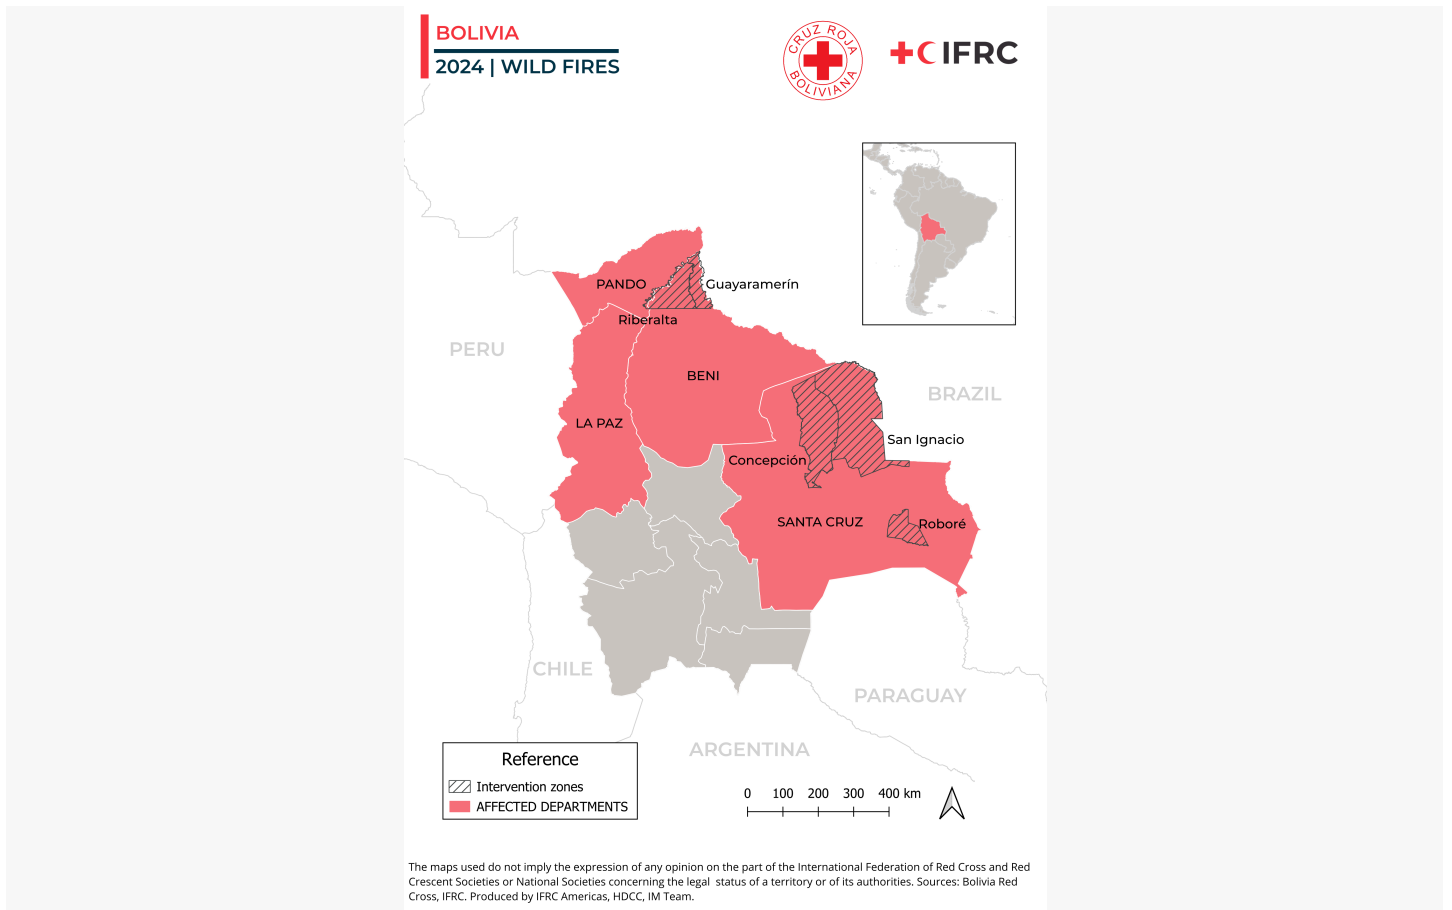 BOLIVIA
2024 | WILD FIRES
CRUZ ROJA
BOLIVIANA
IFRC
PANDO
Guayaramerín
Riberalta
PERU
BENI
BRAZIL
LA PAZ
San Ignacio
Concepción
SANTA CRUZ
Roboré
CHILE
PARAGUAY
ARGENTINA
Reference
Intervention zones
AFFECTED DEPARTMENTS
0 100 200 300 400 km
The maps used do not imply the expression of any opinion on the part of the International Federation of Red Cross and Red
Crescent Societies or National Societies concerning the legal status of a territory or of its authorities. Sources: Bolivia Red
Cross, IFRC. Produced by IFRC Americas, HDCC, IM Team.